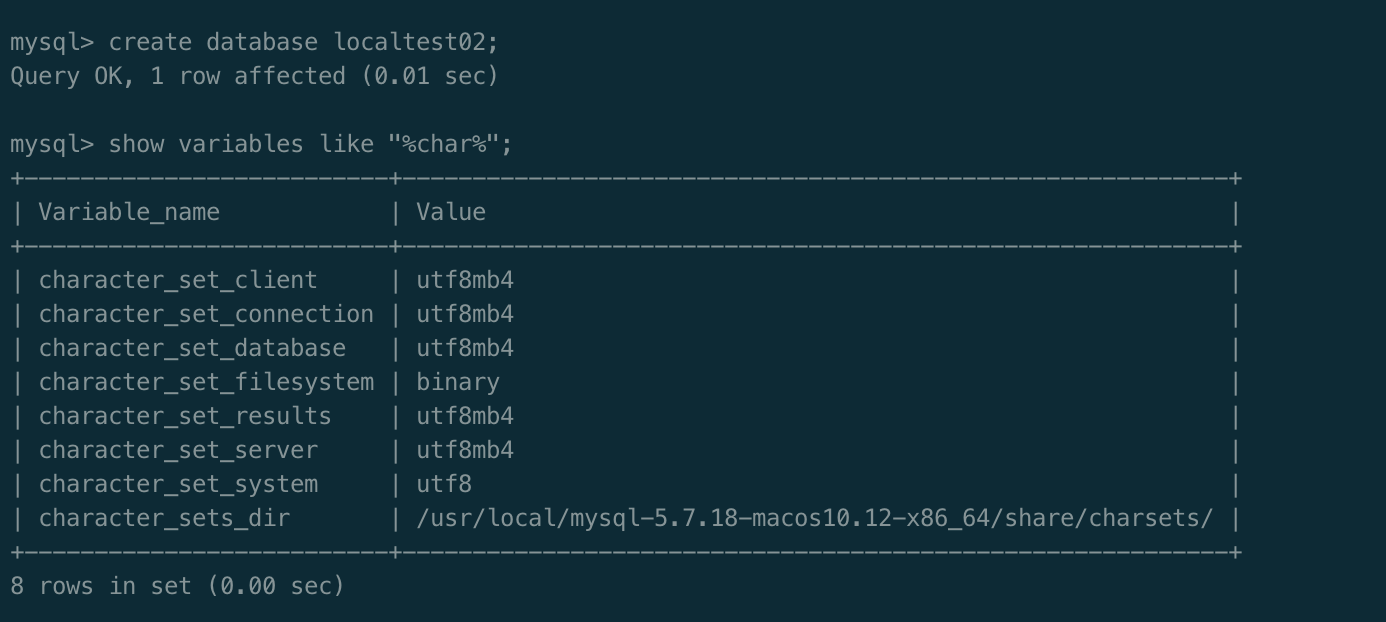 mysql> create database localtest02;
Query OK, 1 row affected (0.01 sec)

mysql> show variables like "%char%";
+--------------------------+----------------------------------------------------------+
| Variable_name            | Value                                                    |
+--------------------------+----------------------------------------------------------+
| character_set_client     | utf8mb4                                                  |
| character_set_connection | utf8mb4                                                  |
| character_set_database   | utf8mb4                                                  |
| character_set_filesystem | binary                                                   |
| character_set_results    | utf8mb4                                                  |
| character_set_server     | utf8mb4                                                  |
| character_set_system     | utf8                                                     |
| character_sets_dir       | /usr/local/mysql-5.7.18-macos10.12-x86_64/share/charsets/ |
+--------------------------+----------------------------------------------------------+
8 rows in set (0.00 sec)